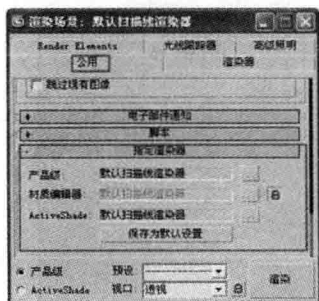 渲染场景: 默认扫描线渲染器
Render Elements 光线跟踪器 高级照明
公用 渲染器
跳过现有图像
+ 电子邮件通知
+ 脚本
- 指定渲染器
产品级: 默认扫描线渲染器 ...
材质编辑器: 默认扫描线渲染器 ...
ActiveShade: 默认扫描线渲染器 ...
保存为默认设置
产品级 预设:
ActiveShade 视口: 透视
渲染